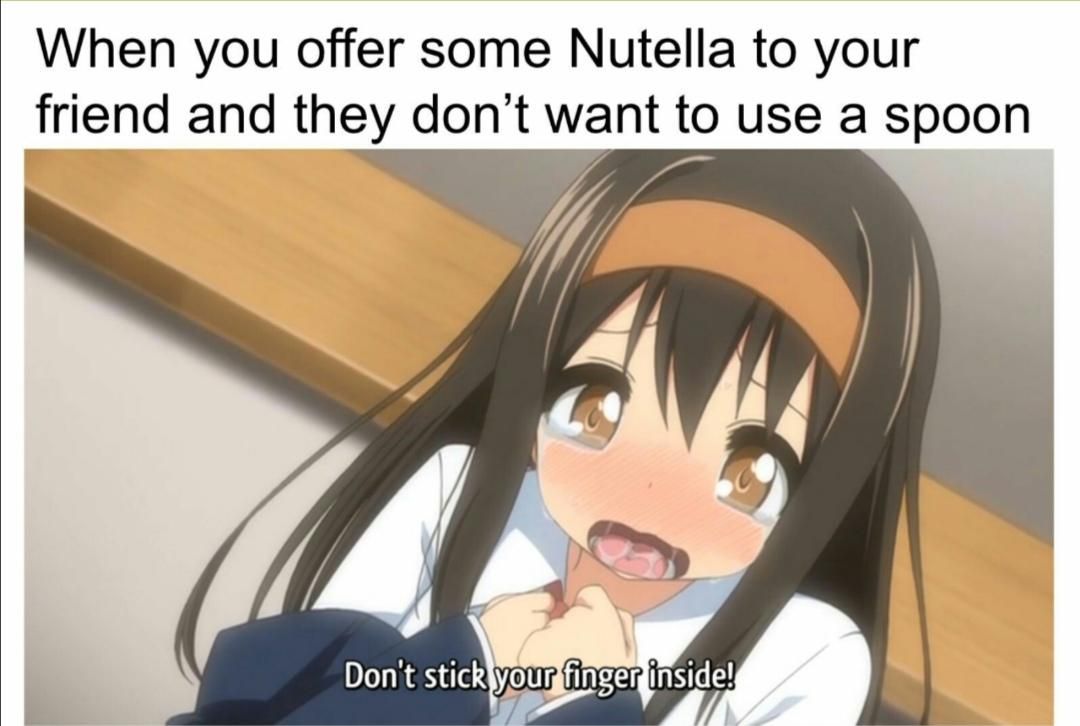 When you offer some Nutella to your
friend and they don’t want to use a spoon
Don't stick your finger inside!